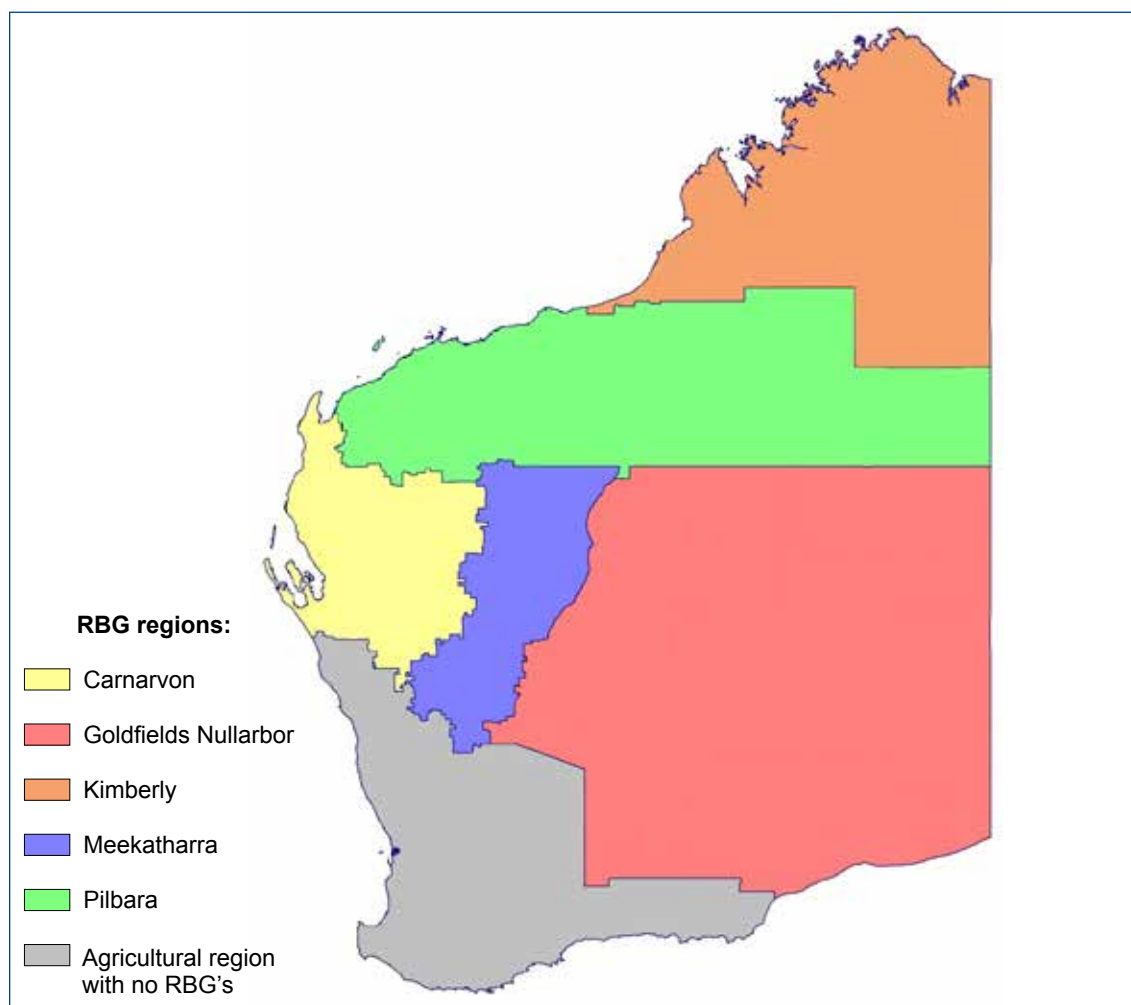 RBG regions:
Carnarvon
Goldfields Nullarbor
Kimberly
Meekatharra
Pilbara
Agricultural region
with no RBG's